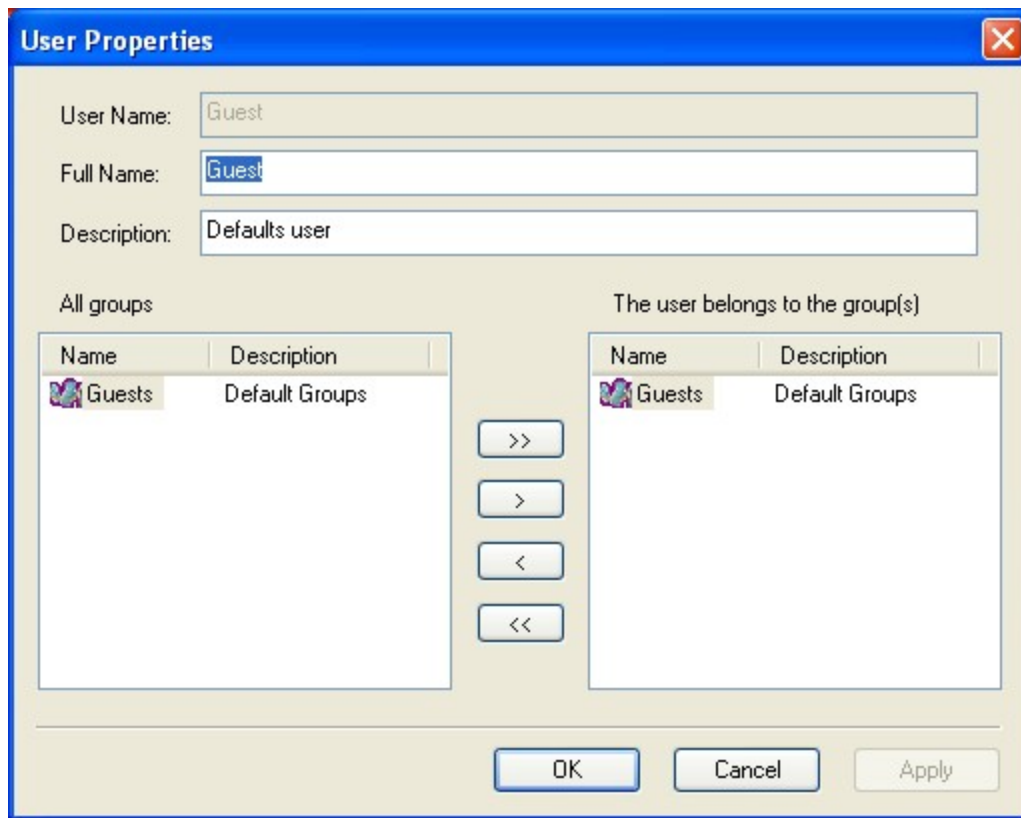 User Properties
User Name: Guest
Full Name: Guest
Description: Defaults user
All groups
The user belongs to the group(s)
Name Description
Name Description
Guests Default Groups
Guests Default Groups
>>
>
<
<<
OK Cancel Apply